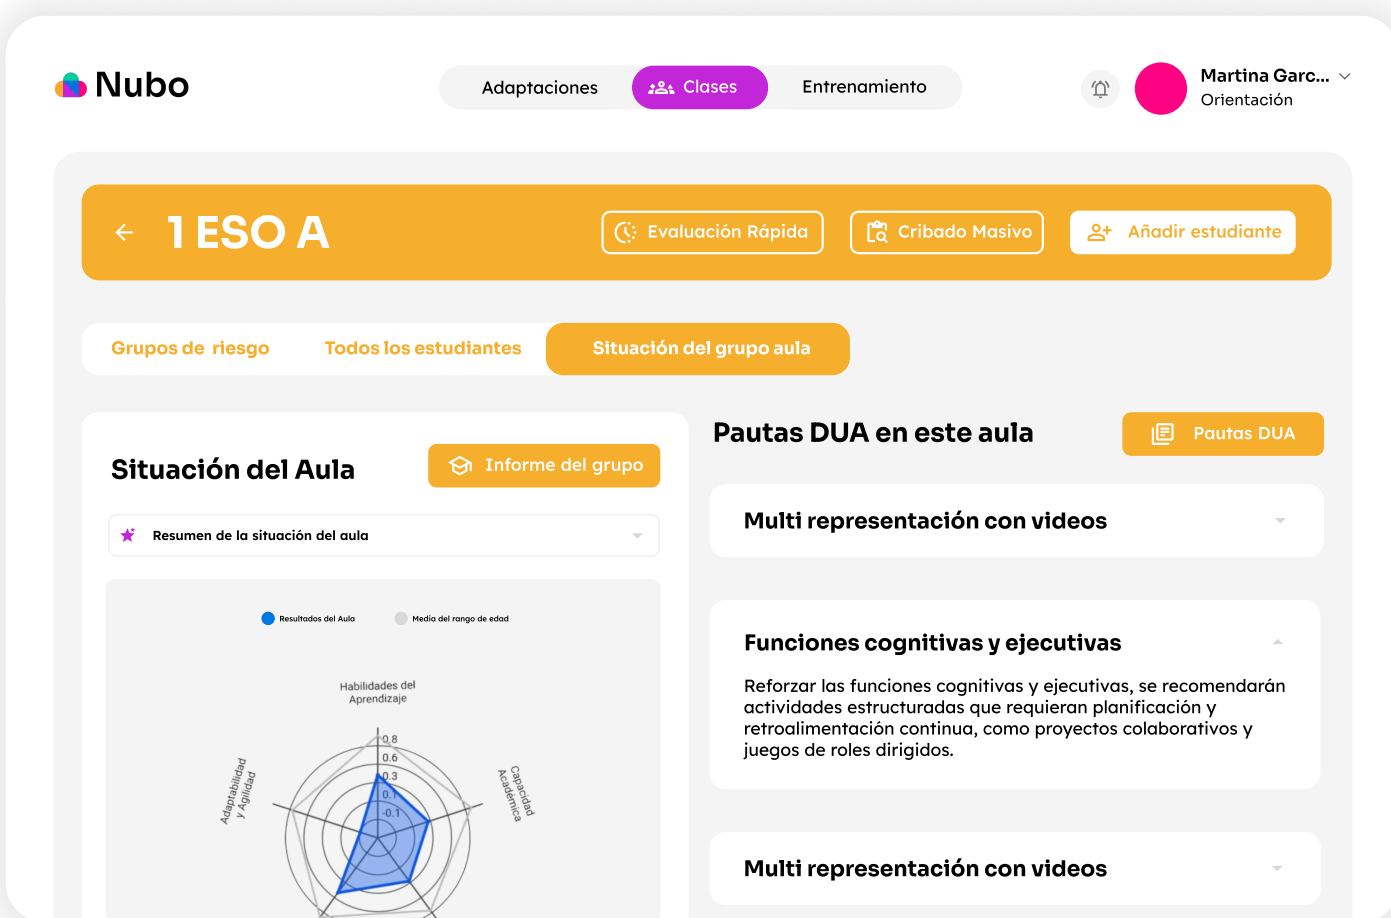 Nubo
Adaptaciones
Clases
Entrenamiento
Martina Garc...
Orientación
1 ESO A
Evaluación Rápida
Cribado Masivo
Añadir estudiante
Grupos de riesgo
Todos los estudiantes
Situación del grupo aula
Situación del Aula
Informe del grupo
Resumen de la situación del aula
Resultados del Aula
Media del rango de edad
Habilidades del
Aprendizaje
0.8
0.6
0.3
0.1
-0.1
Adaptabilidad
y Agilidad
Capacidad
Académica
Pautas DUA en este aula
Pautas DUA
Multi representación con videos
Funciones cognitivas y ejecutivas
Reforzar las funciones cognitivas y ejecutivas, se recomendarán
actividades estructuradas que requieran planificación y
retroalimentación continua, como proyectos colaborativos y
juegos de roles dirigidos.
Multi representación con videos